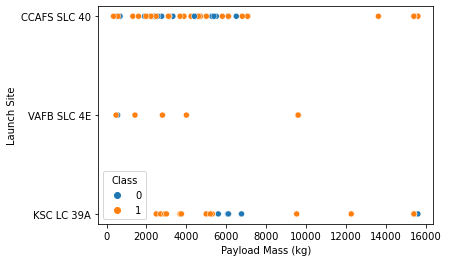 CCAFS SLC 40
VAFB SLC 4E
KSC LC 39A
Launch Site
Class
0
1
0 2000 4000 6000 8000 10000 12000 14000 16000
Payload Mass (kg)